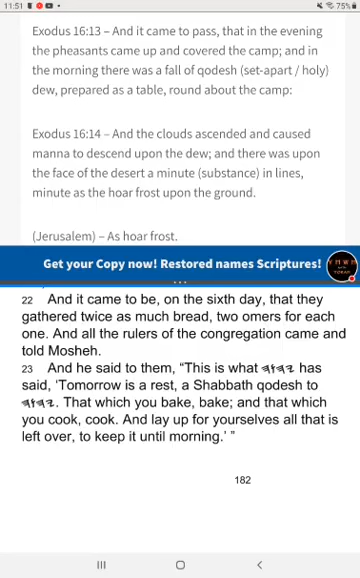 11:51
75%
Exodus 16:13 – And it came to pass, that in the evening
the pheasants came up and covered the camp; and in
the morning there was a fall of qodesh (set-apart / holy)
dew, prepared as a table, round about the camp:
Exodus 16:14 – And the clouds ascended and caused
manna to descend upon the dew; and there was upon
the face of the desert a minute (substance) in lines,
minute as the hoar frost upon the ground.
(Jerusalem) – As hoar frost.
Get your Copy now! Restored names Scriptures!
Y H W H
TORAH
22 And it came to be, on the sixth day, that they
gathered twice as much bread, two omers for each
one. And all the rulers of the congregation came and
told Mosheh.
23 And he said to them, “This is what 𐤉𐤄𐤅𐤄 has
said, ‘Tomorrow is a rest, a Shabbath qodesh to
𐤉𐤄𐤅𐤄. That which you bake, bake; and that which
you cook, cook. And lay up for yourselves all that is
left over, to keep it until morning.’ ”
182